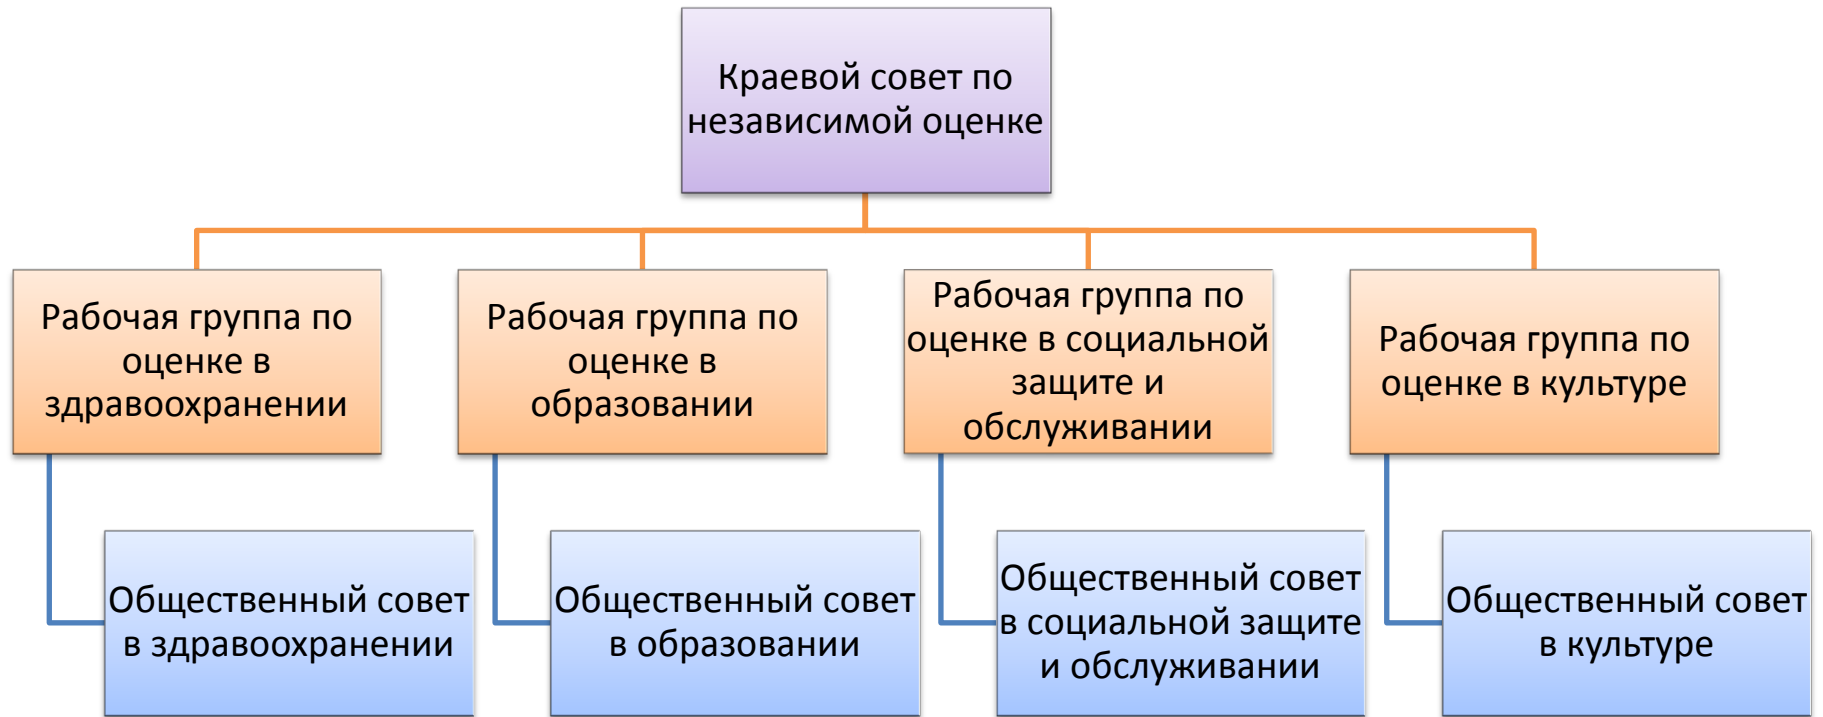 Краевой совет по
независимой оценке
Рабочая группа по
оценке в
здравоохранении
Рабочая группа по
оценке в
образовании
Рабочая группа по
оценке в социальной
защите и
обслуживании
Рабочая группа по
оценке в культуре
Общественный совет
в здравоохранении
Общественный совет
в образовании
Общественный совет
в социальной защите
и обслуживании
Общественный совет
в культуре